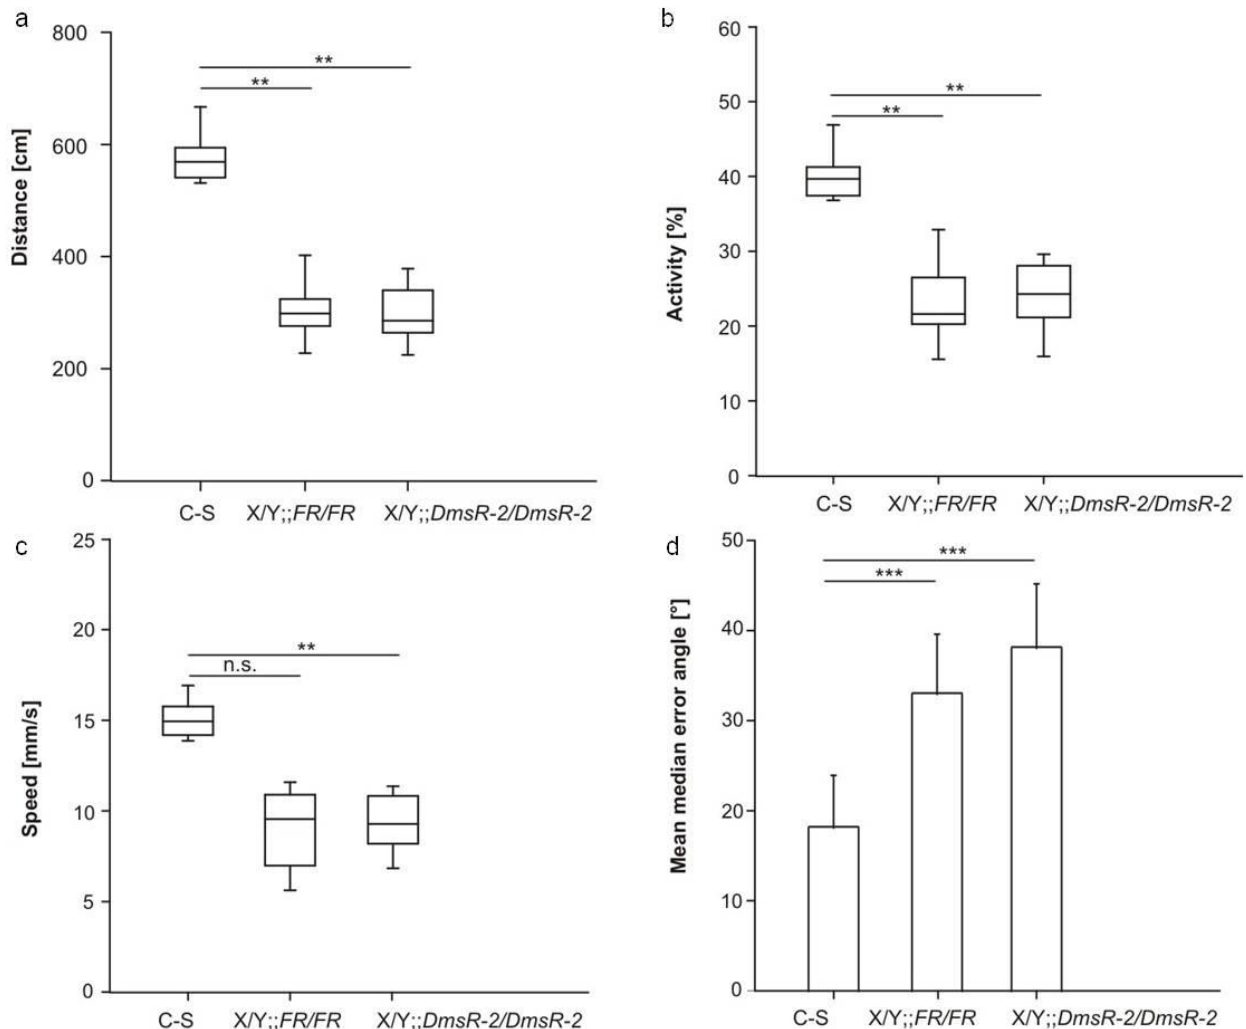 a
800
600
400
200
0
Distance [cm]
**
**
C-S X/Y;;FR/FR X/Y;;DmsR-2/DmsR-2
b
60
50
40
30
20
10
0
Activity [%]
**
**
C-S X/Y;;FR/FR X/Y;;DmsR-2/DmsR-2
c
25
20
15
10
5
0
Speed [mm/s]
**
n.s.
C-S X/Y;;FR/FR X/Y;;DmsR-2/DmsR-2
d
50
40
30
20
10
0
Mean median error angle [°]
***
***
C-S X/Y;;FR/FR X/Y;;DmsR-2/DmsR-2